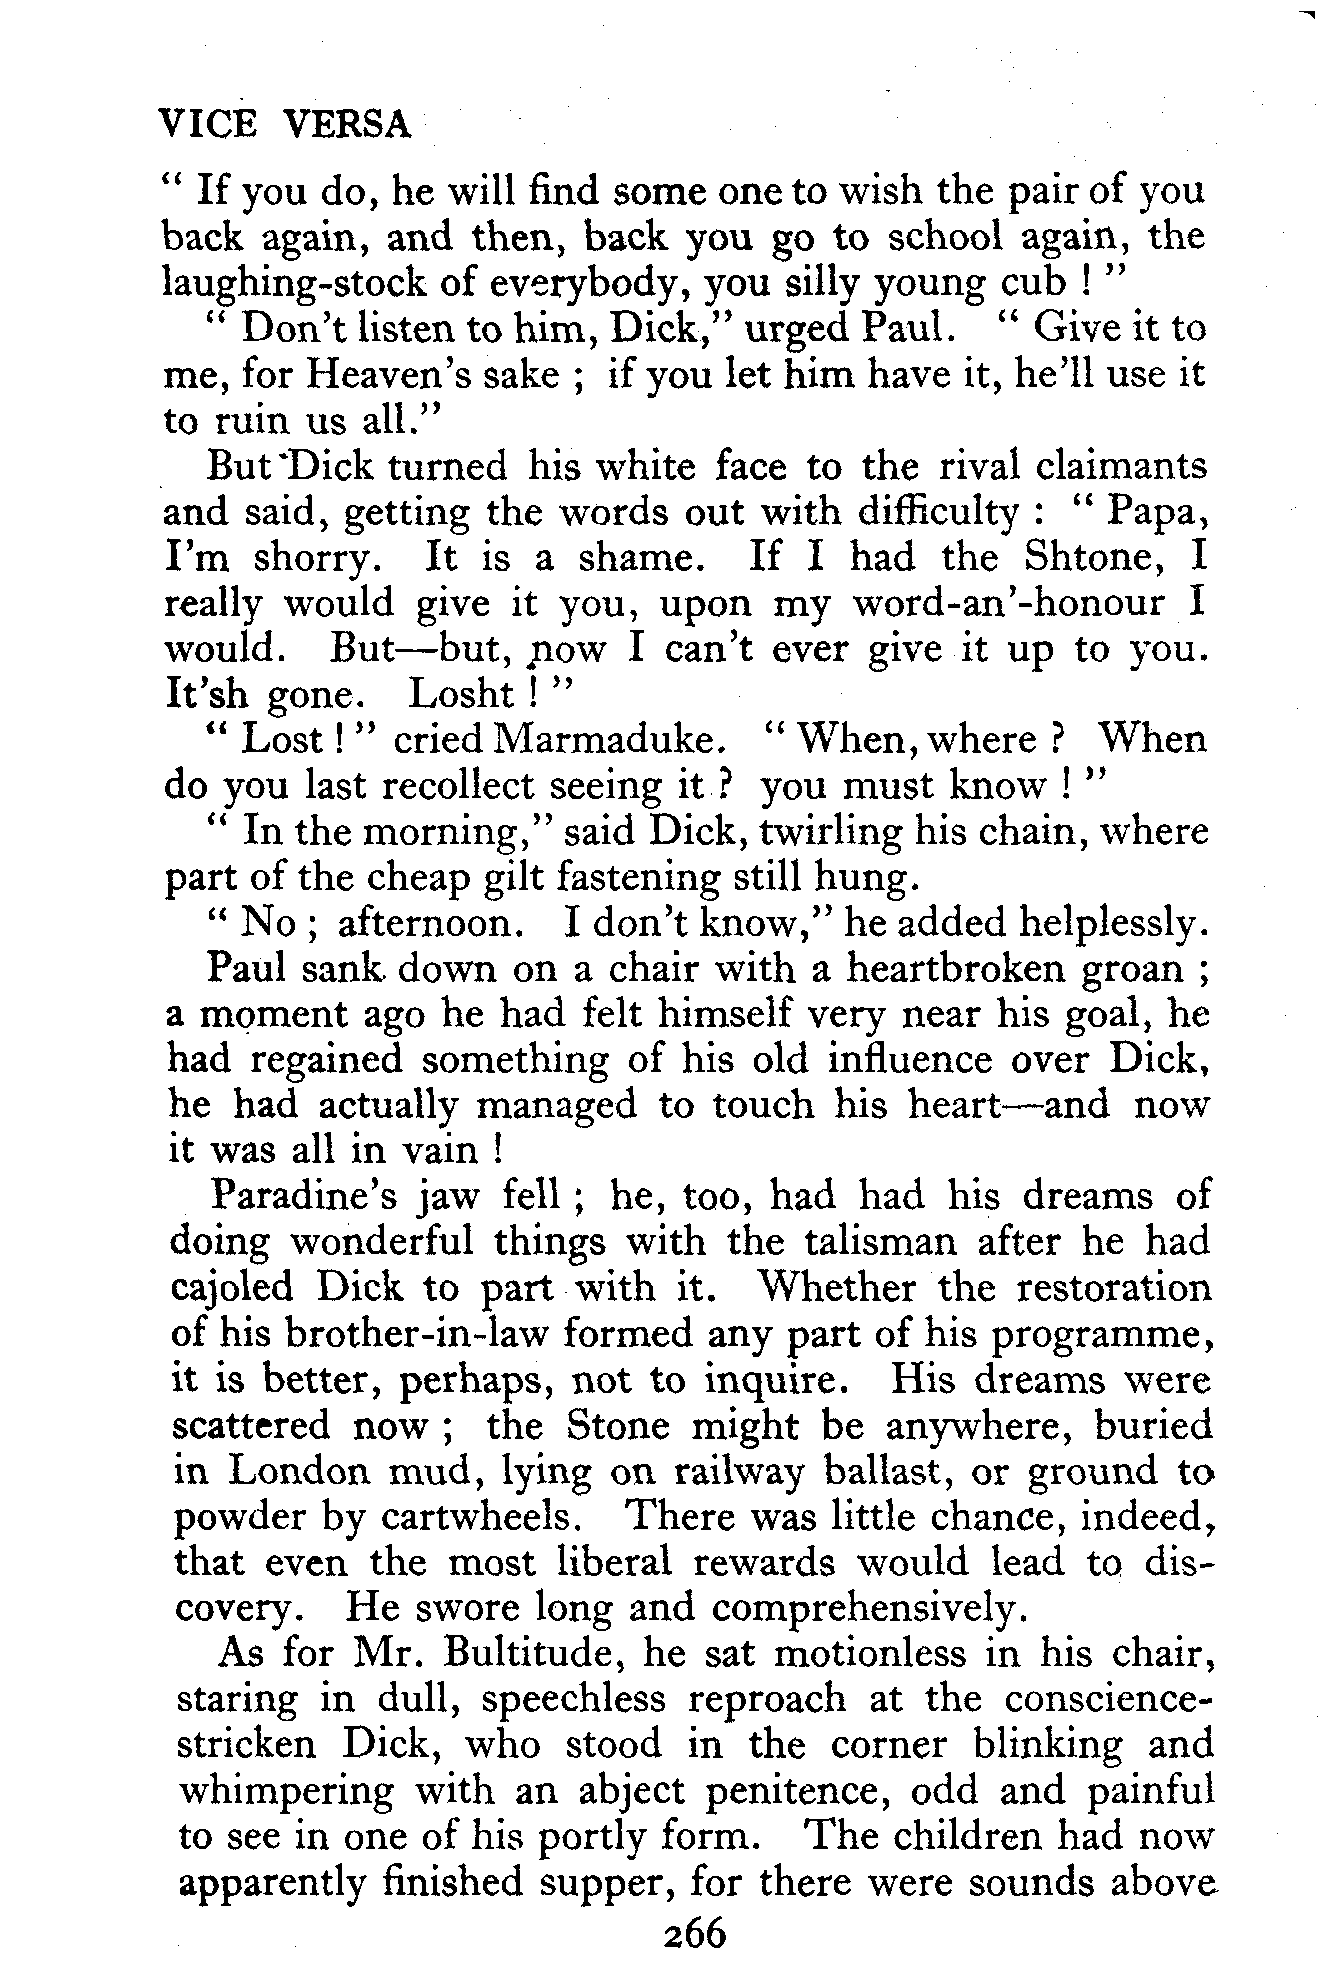 VICE VERSA
“ If you do, he will find some one to wish the pair of you
back again, and then, back you go to school again, the
laughing-stock of everybody, you silly young cub ! ”
“ Don’t listen to him, Dick,” urged Paul. “ Give it to
me, for Heaven’s sake ; if you let him have it, he’ll use it
to ruin us all.”
But Dick turned his white face to the rival claimants
and said, getting the words out with difficulty : “ Papa,
I’m shorry. It is a shame. If I had the Shtone, I
really would give it you, upon my word-an’-honour I
would. But—but, now I can’t ever give it up to you.
It’sh gone. Losht ! ”
“ Lost ! ” cried Marmaduke. “ When, where ? When
do you last recollect seeing it ? you must know ! ”
“ In the morning,” said Dick, twirling his chain, where
part of the cheap gilt fastening still hung.
“ No ; afternoon. I don’t know,” he added helplessly.
Paul sank down on a chair with a heartbroken groan ;
a moment ago he had felt himself very near his goal, he
had regained something of his old influence over Dick,
he had actually managed to touch his heart—and now
it was all in vain !
Paradine’s jaw fell ; he, too, had had his dreams of
doing wonderful things with the talisman after he had
cajoled Dick to part with it. Whether the restoration
of his brother-in-law formed any part of his programme,
it is better, perhaps, not to inquire. His dreams were
scattered now ; the Stone might be anywhere, buried
in London mud, lying on railway ballast, or ground to
powder by cartwheels. There was little chance, indeed,
that even the most liberal rewards would lead to dis-
covery. He swore long and comprehensively.
As for Mr. Bultitude, he sat motionless in his chair,
staring in dull, speechless reproach at the conscience-
stricken Dick, who stood in the corner blinking and
whimpering with an abject penitence, odd and painful
to see in one of his portly form. The children had now
apparently finished supper, for there were sounds above
266